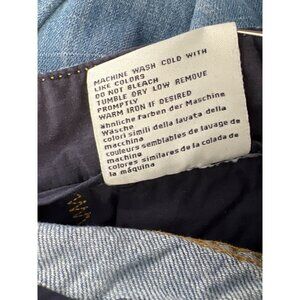 MACHINE WASH COLD WITH
LIKE COLORS
DO NOT BLEACH
TUMBLE DRY LOW REMOVE
PROMPTLY
WARM IRON IF DESIRED
ähnliche Farben der Maschine
Wäsche
colori simili della lavata della
macchina
couleurs semblables de lavage de
machine
colores similares de la colada de
la máquina